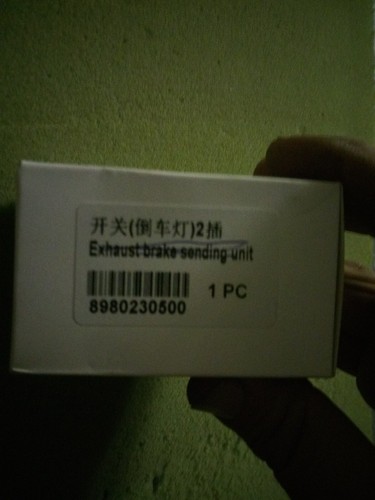 开关(倒车灯)2插
Exhaust brake sending unit
1 PC
8980230500